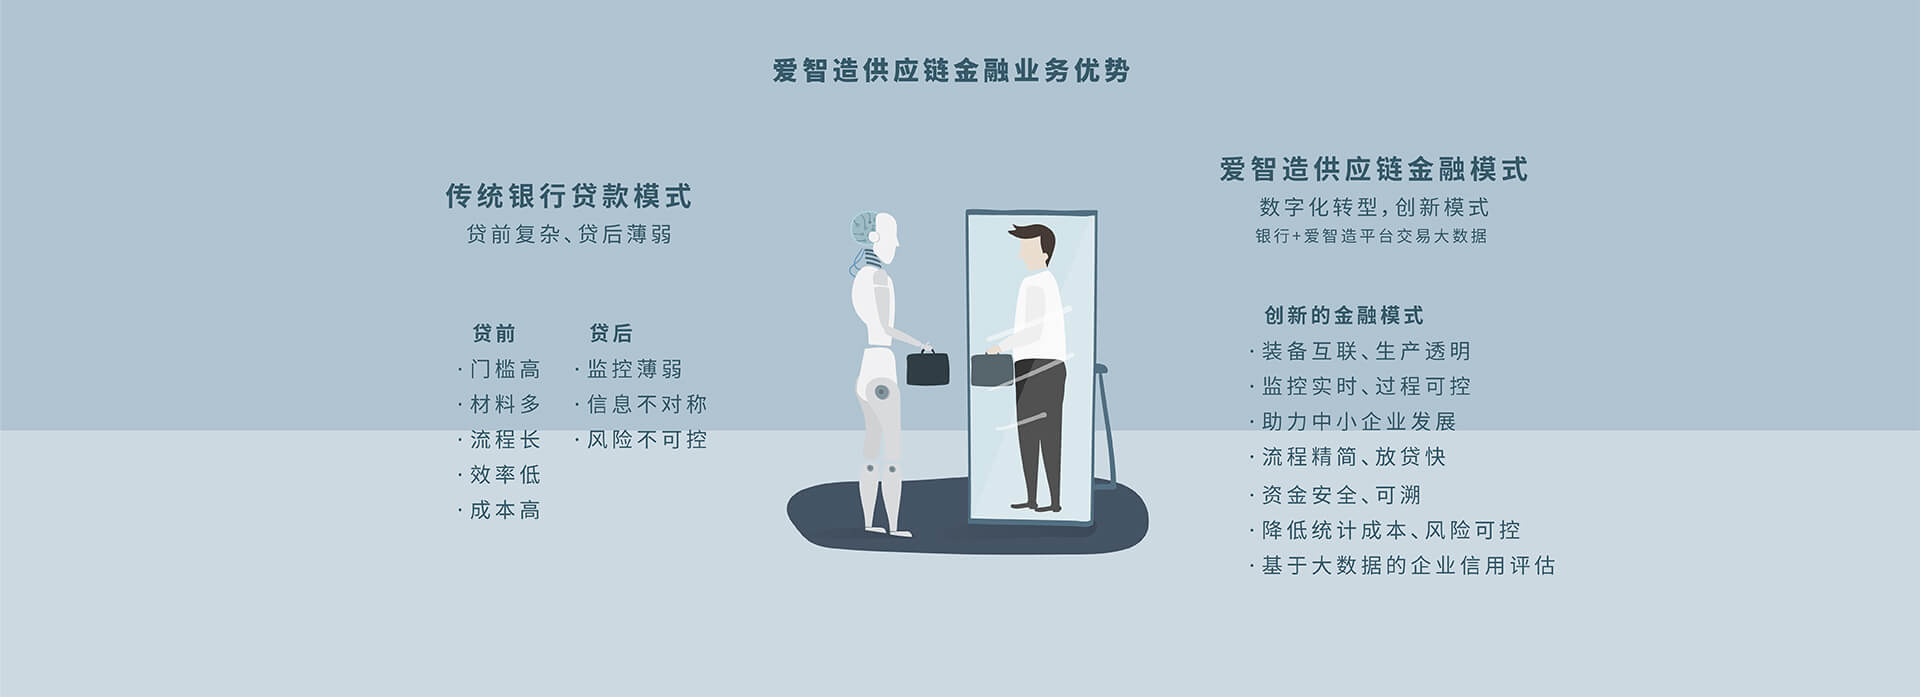 爱智造供应链金融业务优势
传统银行贷款模式
贷前复杂、贷后薄弱
贷前
·门槛高
·材料多
·流程长
·效率低
·成本高
贷后
·监控薄弱
·信息不对称
·风险不可控
爱智造供应链金融模式
数字化转型，创新模式
银行+爱智造平台交易大数据
创新的金融模式
·装备互联、生产透明
·监控实时、过程可控
·助力中小企业发展
·流程精简、放贷快
·资金安全、可溯
·降低统计成本、风险可控
·基于大数据的企业信用评估